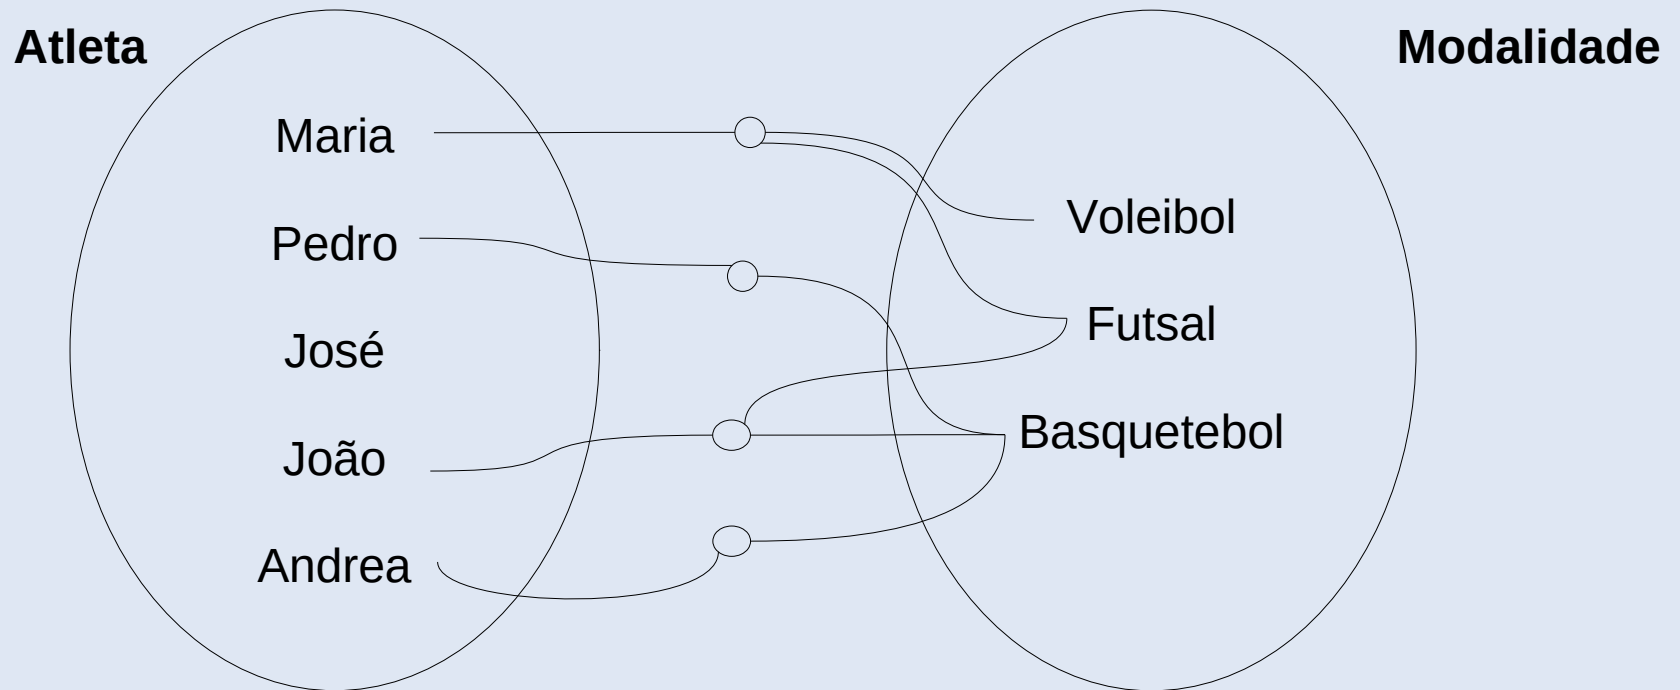 Atleta
Modalidade
Maria
Pedro
José
João
Andrea
Voleibol
Futsal
Basquetebol